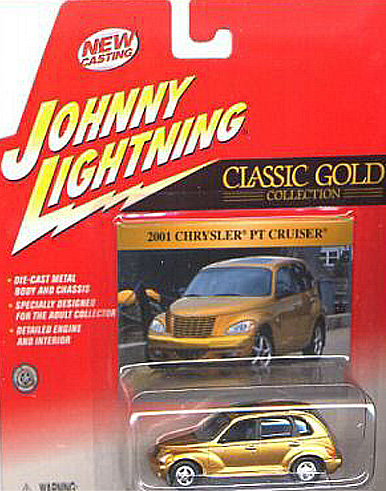 NEW
CASTING
JOHNNY
LIGHTNING
CLASSIC GOLD
COLLECTION
2001 CHRYSLER® PT CRUISER®
• DIE-CAST METAL
BODY AND CHASSIS
• SPECIALLY DESIGNED
FOR THE ADULT COLLECTOR
• DETAILED ENGINE
AND INTERIOR
WARNING: